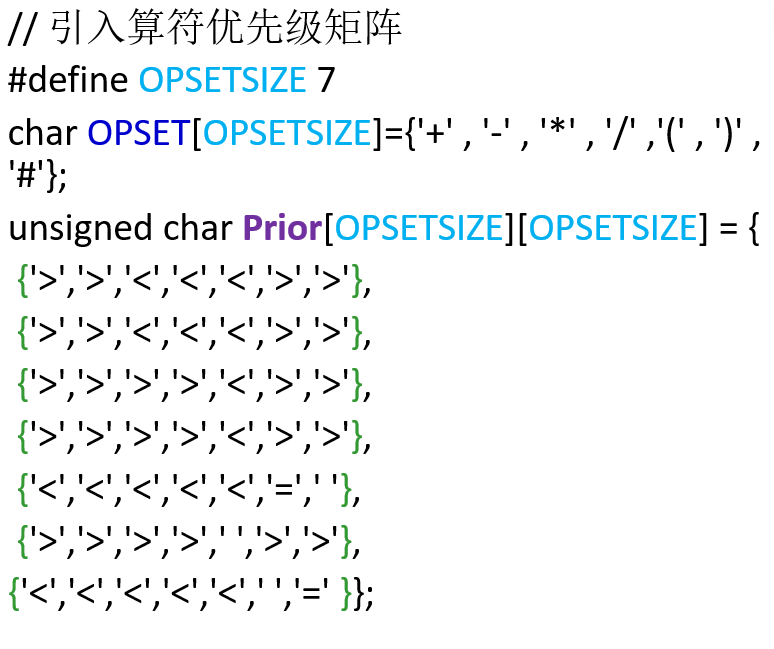 // 引入算符优先级矩阵
#define OPSETSIZE 7
char OPSET[OPSETSIZE]={'+' , '-' , '*' , '/' ,'(' , ')' ,
'#'};
unsigned char Prior[OPSETSIZE][OPSETSIZE] = {
{'>','>','<','<','<','>','>'},
{'>','>','<','<','<','>','>'},
{'>','>','>','>','<','>','>'},
{'>','>','>','>','<','>','>'},
{'<','<','<','<','<','=',' '},
{'>','>','>','>',' ','>','>'},
{'<','<','<','<','<',' ','=' }};